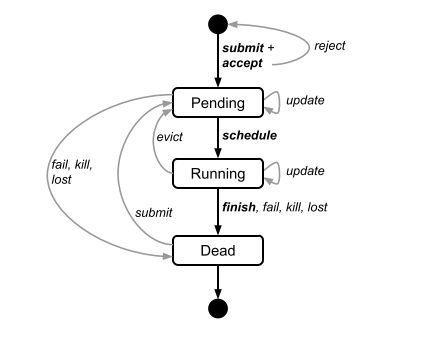 submit +
accept
reject
Pending
update
evict
schedule
fail, kill,
lost
Running
update
submit
finish, fail, kill, lost
Dead